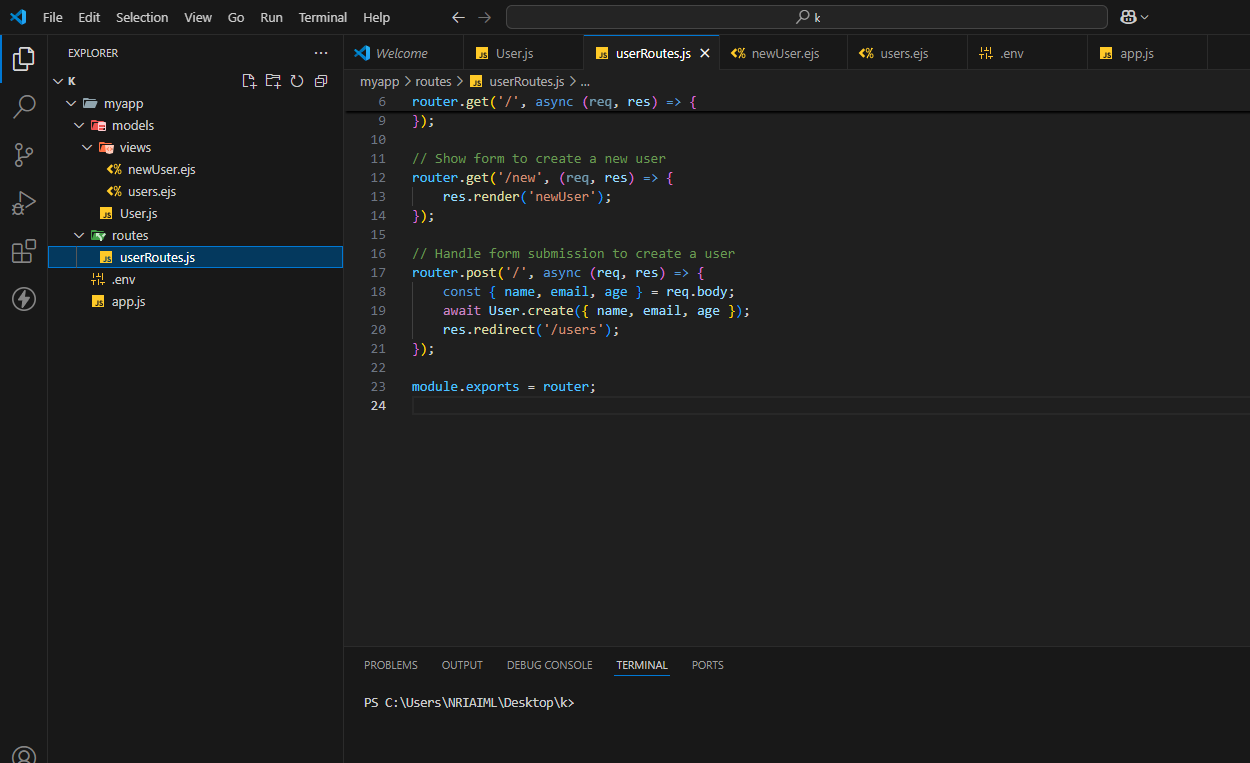 File Edit Selection View Go Run Terminal Help
k
EXPLORER
K
myapp
models
views
newUser.ejs
users.ejs
User.js
routes
userRoutes.js
.env
app.js
Welcome User.js userRoutes.js newUser.ejs users.ejs .env app.js
myapp > routes > userRoutes.js > ...
6 router.get('/', async (req, res) => {
9 });
10
11 // Show form to create a new user
12 router.get('/new', (req, res) => {
13     res.render('newUser');
14 });
15
16 // Handle form submission to create a user
17 router.post('/', async (req, res) => {
18     const { name, email, age } = req.body;
19     await User.create({ name, email, age });
20     res.redirect('/users');
21 });
22
23 module.exports = router;
24
PROBLEMS OUTPUT DEBUG CONSOLE TERMINAL PORTS
PS C:\Users\NRIAIML\Desktop\k>